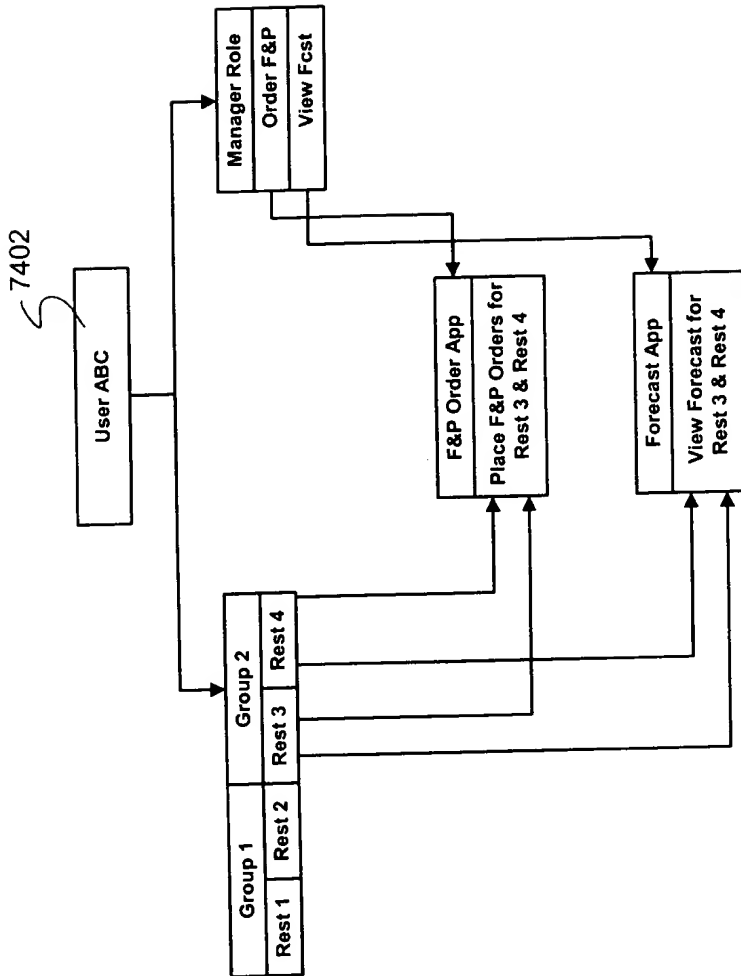 7402
User ABC
Manager Role
Order F&P
View Fcst
Group 1
Group 2
Rest 1
Rest 2
Rest 3
Rest 4
F&P Order App
Place F&P Orders for
Rest 3 & Rest 4
Forecast App
View Forecast for
Rest 3 & Rest 4